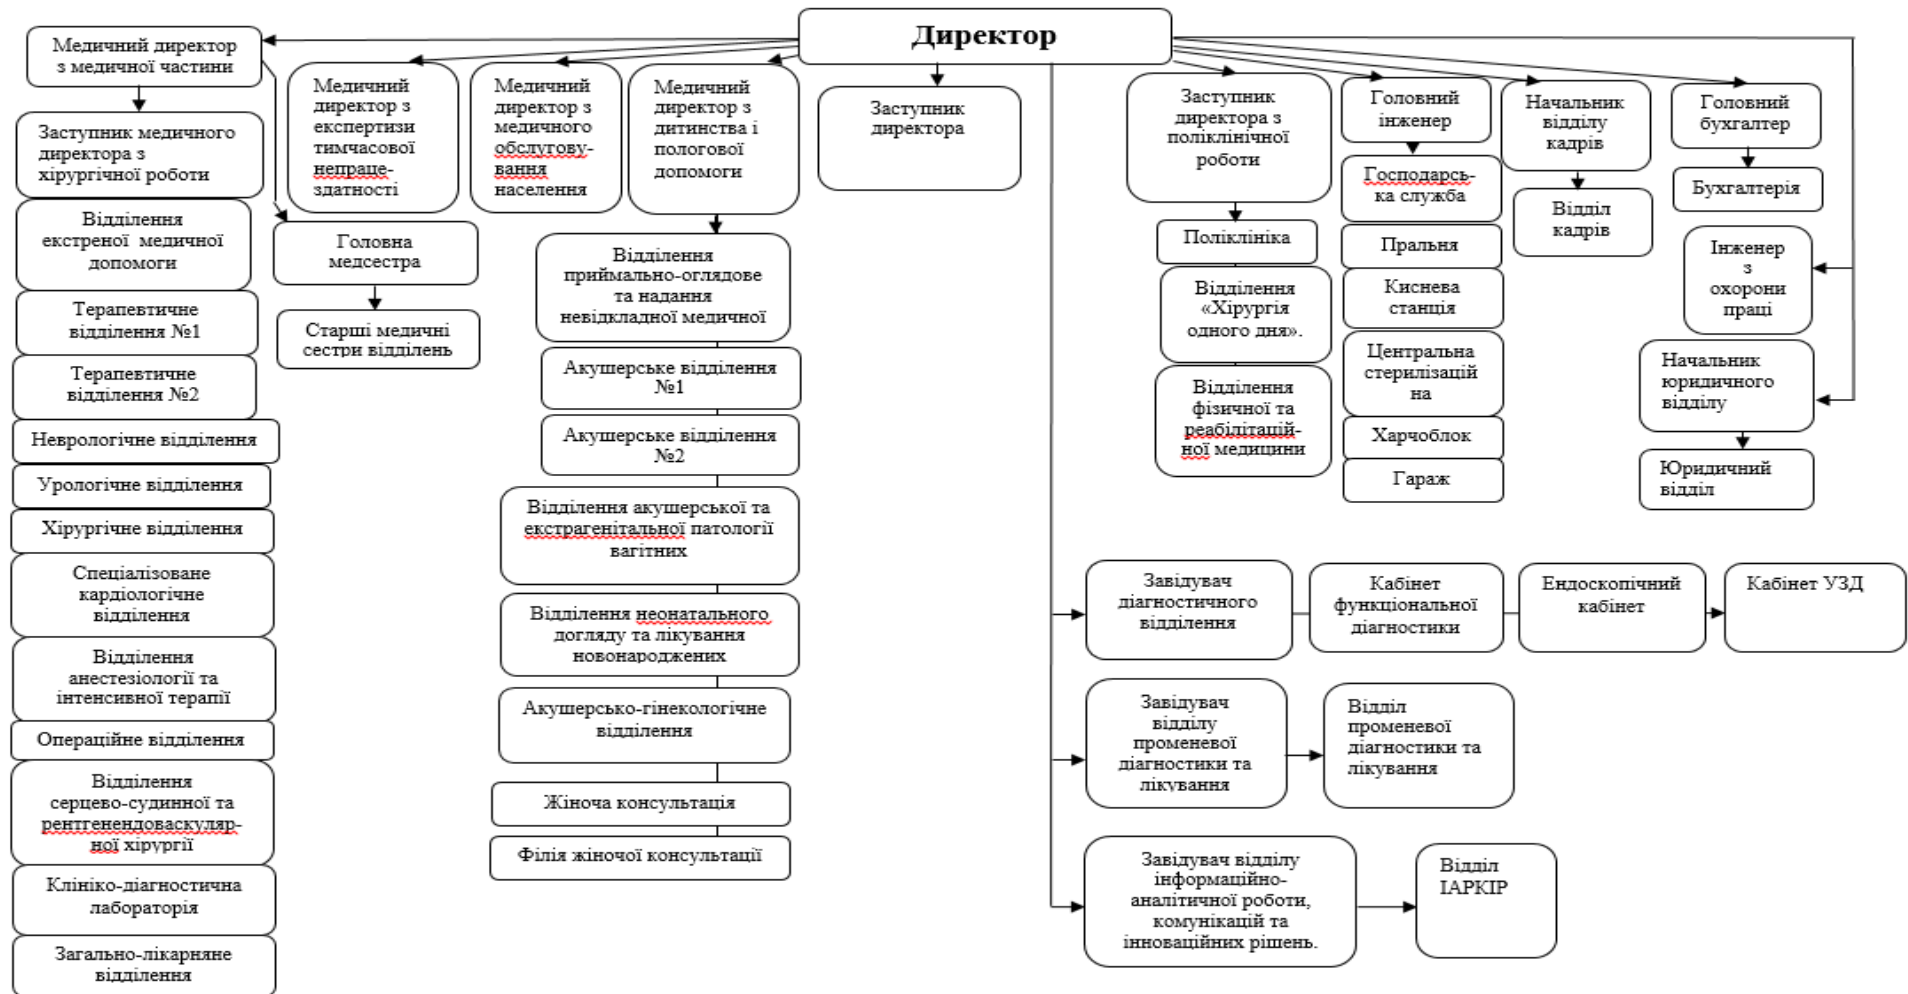 Директор
Медичний директор
з медичної частини
Заступник медичного
директора з
хірургічної роботи
Відділення
екстреної медичної
допомоги
Терапевтичне
відділення №1
Терапевтичне
відділення №2
Неврологічне відділення
Урологічне відділення
Хірургічне відділення
Спеціалізоване
кардіологічне
відділення
Відділення
анестезіології та
інтенсивної терапії
Операційне відділення
Відділення
серцево-судинної та
рентгенендоваскуляр-
ної хірургії
Клініко-діагностична
лабораторія
Загально-лікарняне
відділення
Медичний
директор з
експертизи
тимчасової
непраце-
здатності
Головна
медсестра
Старші медичні
сестри відділень
Медичний
директор з
медичного
обслугову-
вання
населення
Медичний
директор з
дитинства і
пологової
допомоги
Відділення
приймально-оглядове
та надання
невідкладної медичної
Акушерське відділення
№1
Акушерське відділення
№2
Відділення акушерської та
екстрагенітальної патології
вагітних
Відділення неонатального
догляду та лікування
новонароджених
Акушерсько-гінекологічне
відділення
Жіноча консультація
Філія жіночої консультації
Заступник
директора
Заступник
директора з
поліклінічної
роботи
Поліклініка
Відділення
«Хірургія
одного дня».
Відділення
фізичної та
реабілітацій-
ної медицини
Головний
інженер
Господарсь-
ка служба
Пральня
Киснева
станція
Центральна
стерилізацій
на
Харчоблок
Гараж
Начальник
відділу
кадрів
Відділ
кадрів
Головний
бухгалтер
Бухгалтерія
Інженер
з
охорони
праці
Начальник
юридичного
відділу
Юридичний
відділ
Завідувач
діагностичного
відділення
Кабінет
функціональної
діагностики
Ендоскопічний
кабінет
Кабінет УЗД
Завідувач
відділу
променевої
діагностики та
лікування
Відділ
променевої
діагностики та
лікування
Завідувач відділу
інформаційно-
аналітичної роботи,
комунікацій та
інноваційних рішень.
Відділ
ІАРКІР